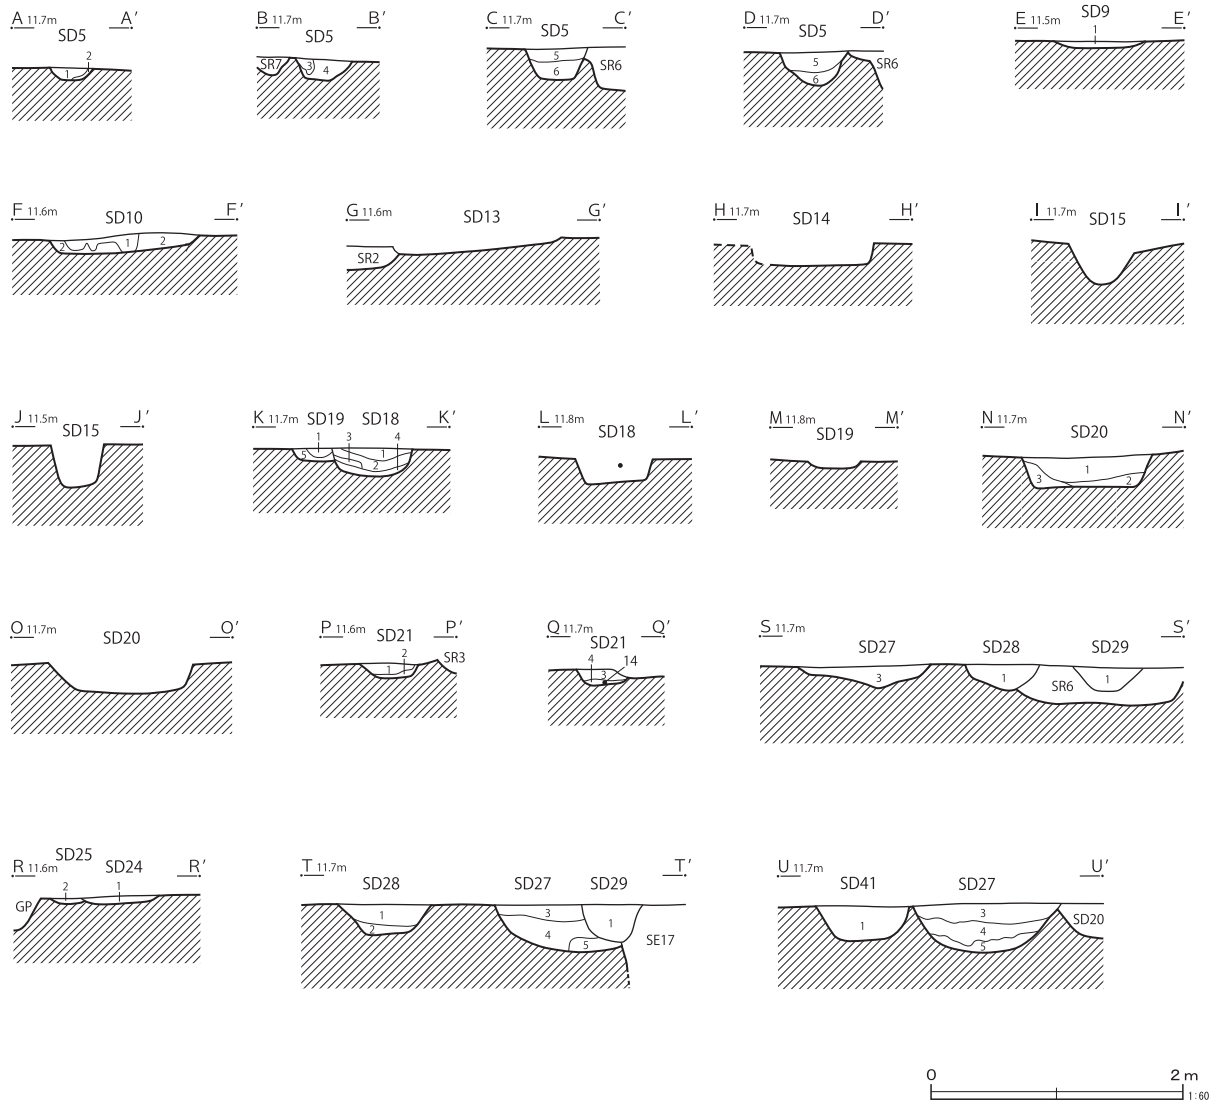 A 11.7m A′
SD5
2
1
B 11.7m B′
SD5
SR7 3 4
C 11.7m C′
SD5
5
6 SR6
D 11.7m D′
SD5
5 SR6
6
E 11.5m SD9 E′
1
F 11.6m F′
SD10
2 1 2
G 11.6m G′
SD13
SR2
H 11.7m H′
SD14
I 11.7m I′
SD15
J 11.5m J′
SD15
K 11.7m SD19 SD18 K′
1 3 4
5 1
2
L 11.8m L′
SD18
M 11.8m M′
SD19
N 11.7m N′
SD20
1
3 2
O 11.7m O′
SD20
P 11.6m P′
SD21
2 SR3
1
Q 11.7m Q′
SD21
4 14
3
S 11.7m S′
SD27 SD28 SD29
3 1 SR6 1
SD25
R 11.6m SD24 R′
2 1
GP
T 11.7m T′
SD28 SD27 SD29
1 3 1
2 4 5 SE17
U 11.7m U′
SD41 SD27
3
1 4 SD20
5
0 2 m
1:60